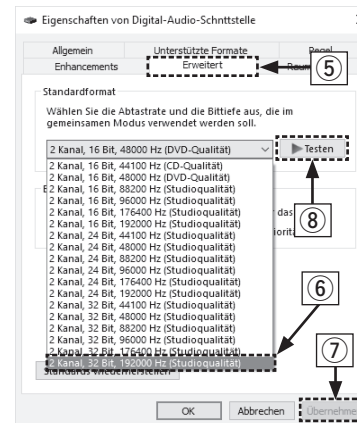 Eigenschaften von Digital-Audio-Schnittstelle
Allgemein Unterstützte Formate Pegel
Enhancements Erweitert
5
Standardformat
Wählen Sie die Abtastrate und die Bittiefe aus, die im
gemeinsamen Modus verwendet werden soll.
2 Kanal, 16 Bit, 48000 Hz (DVD-Qualität) Testen
2 Kanal, 16 Bit, 44100 Hz (CD-Qualität)
2 Kanal, 16 Bit, 48000 Hz (DVD-Qualität)
2 Kanal, 16 Bit, 88200 Hz (Studioqualität)
2 Kanal, 16 Bit, 96000 Hz (Studioqualität)
2 Kanal, 16 Bit, 176400 Hz (Studioqualität) das
8
2 Kanal, 16 Bit, 192000 Hz (Studioqualität)
2 Kanal, 24 Bit, 44100 Hz (Studioqualität)
2 Kanal, 24 Bit, 48000 Hz (Studioqualität)
2 Kanal, 24 Bit, 88200 Hz (Studioqualität)
2 Kanal, 24 Bit, 96000 Hz (Studioqualität)
2 Kanal, 24 Bit, 176400 Hz (Studioqualität)
2 Kanal, 24 Bit, 192000 Hz (Studioqualität)
2 Kanal, 32 Bit, 44100 Hz (Studioqualität)
6
2 Kanal, 32 Bit, 48000 Hz (Studioqualität)
2 Kanal, 32 Bit, 88200 Hz (Studioqualität)
2 Kanal, 32 Bit, 96000 Hz (Studioqualität)
2 Kanal, 32 Bit, 176400 Hz (Studioqualität)
7
2 Kanal, 32 Bit, 192000 Hz (Studioqualität)
Standards wiederherstellen
OK Abbrechen Übernehme